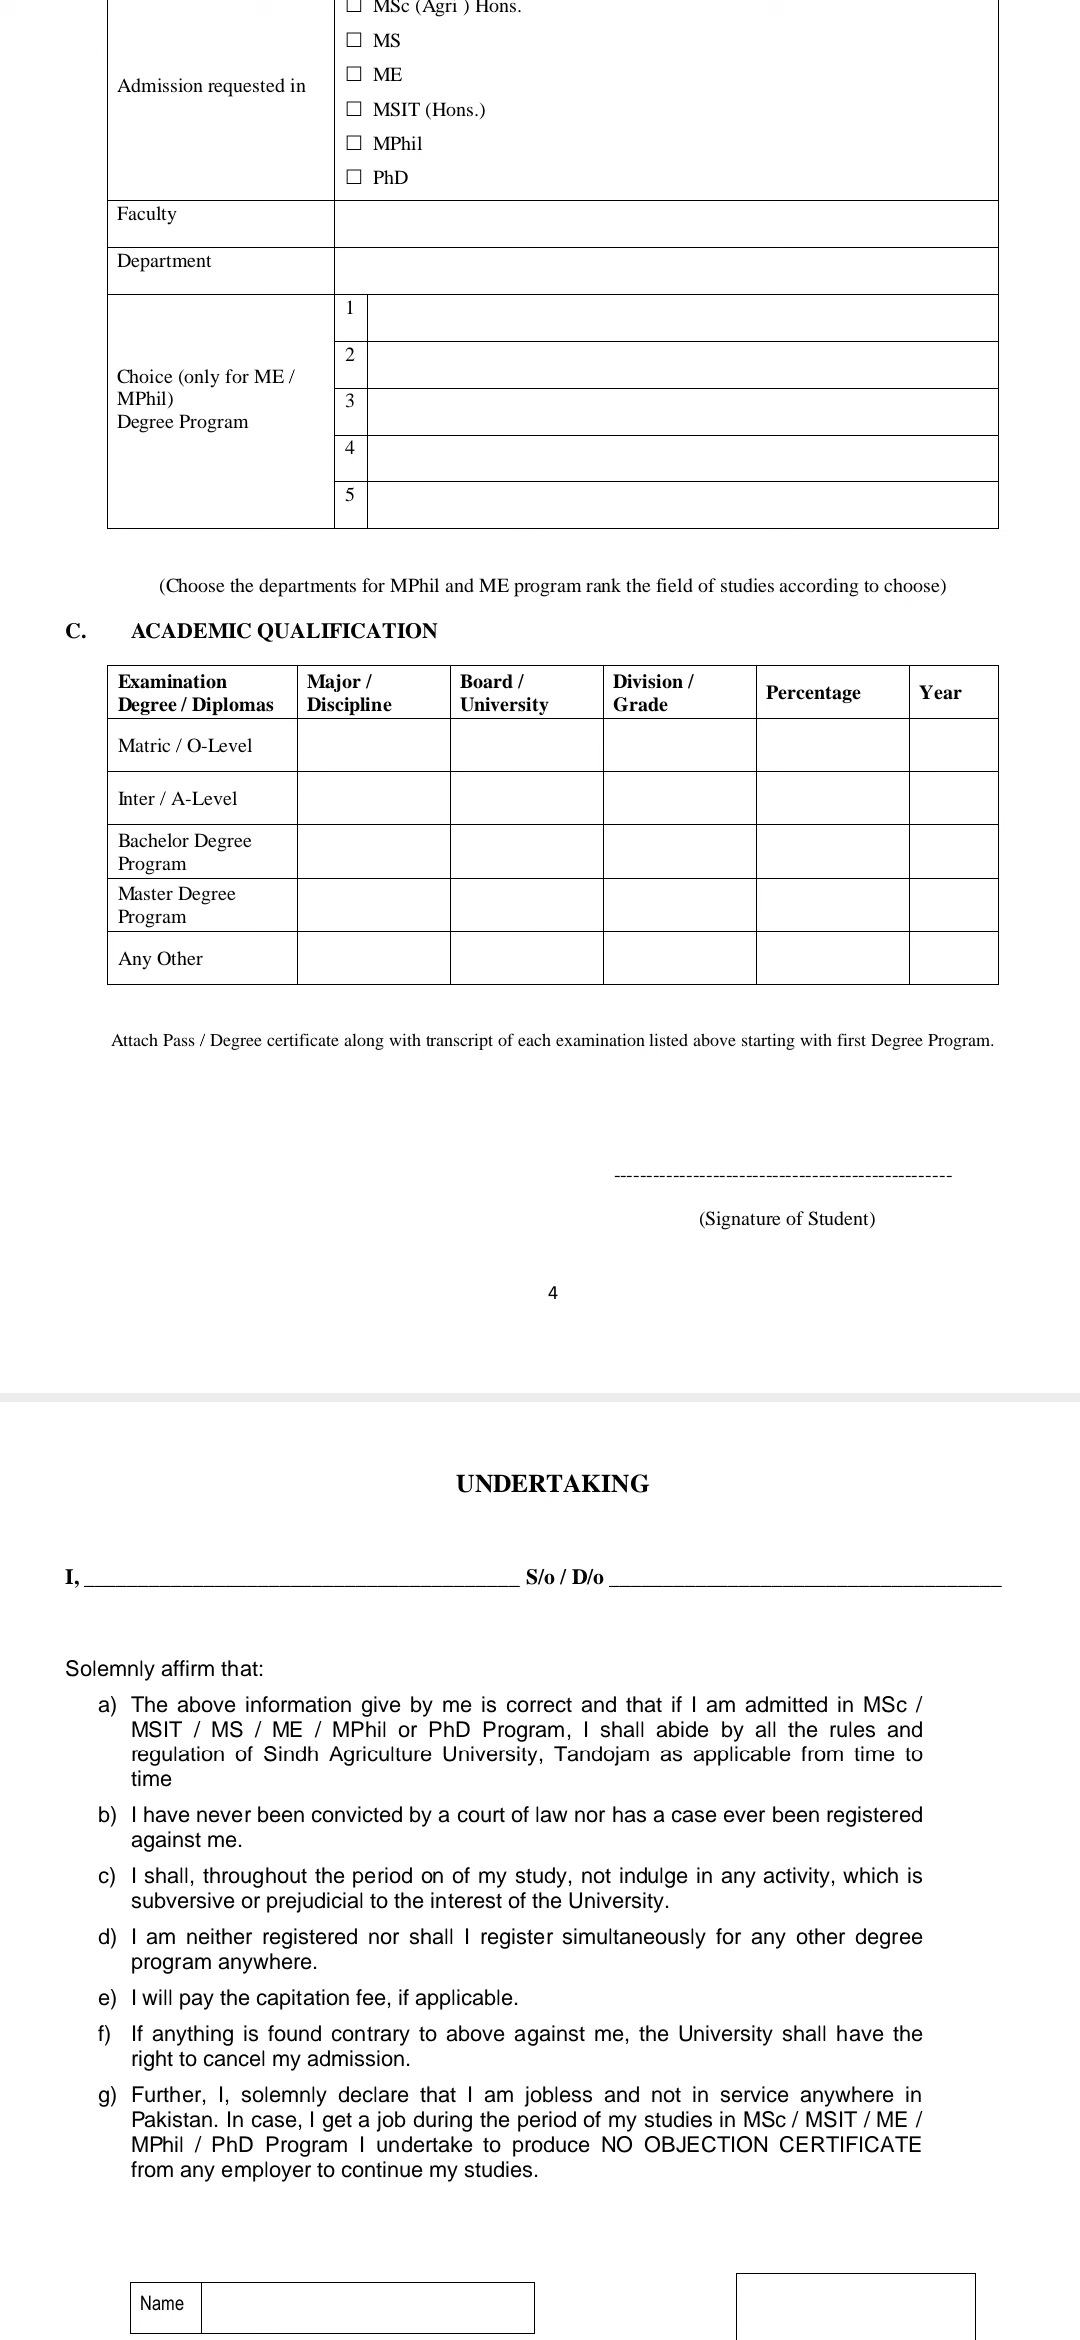 ☐ MSc (Agri ) Hons.
☐ MS
Admission requested in
☐ ME
☐ MSIT (Hons.)
☐ MPhil
☐ PhD
Faculty
Department
Choice (only for ME /
MPhil)
Degree Program
1
2
3
4
5
(Choose the departments for MPhil and ME program rank the field of studies according to choose)
C. ACADEMIC QUALIFICATION
Examination Degree / Diplomas | Major / Discipline | Board / University | Division / Grade | Percentage | Year
Matric / O-Level
Inter / A-Level
Bachelor Degree
Program
Master Degree
Program
Any Other
Attach Pass / Degree certificate along with transcript of each examination listed above starting with first Degree Program.
----------------------------------------------------
(Signature of Student)
4
UNDERTAKING
I, ________________________________________ S/o / D/o ____________________________________
Solemnly affirm that:
a) The above information give by me is correct and that if I am admitted in MSc /
MSIT / MS / ME / MPhil or PhD Program, I shall abide by all the rules and
regulation of Sindh Agriculture University, Tandojam as applicable from time to
time
b) I have never been convicted by a court of law nor has a case ever been registered
against me.
c) I shall, throughout the period on of my study, not indulge in any activity, which is
subversive or prejudicial to the interest of the University.
d) I am neither registered nor shall I register simultaneously for any other degree
program anywhere.
e) I will pay the capitation fee, if applicable.
f) If anything is found contrary to above against me, the University shall have the
right to cancel my admission.
g) Further, I, solemnly declare that I am jobless and not in service anywhere in
Pakistan. In case, I get a job during the period of my studies in MSc / MSIT / ME /
MPhil / PhD Program I undertake to produce NO OBJECTION CERTIFICATE
from any employer to continue my studies.
Name